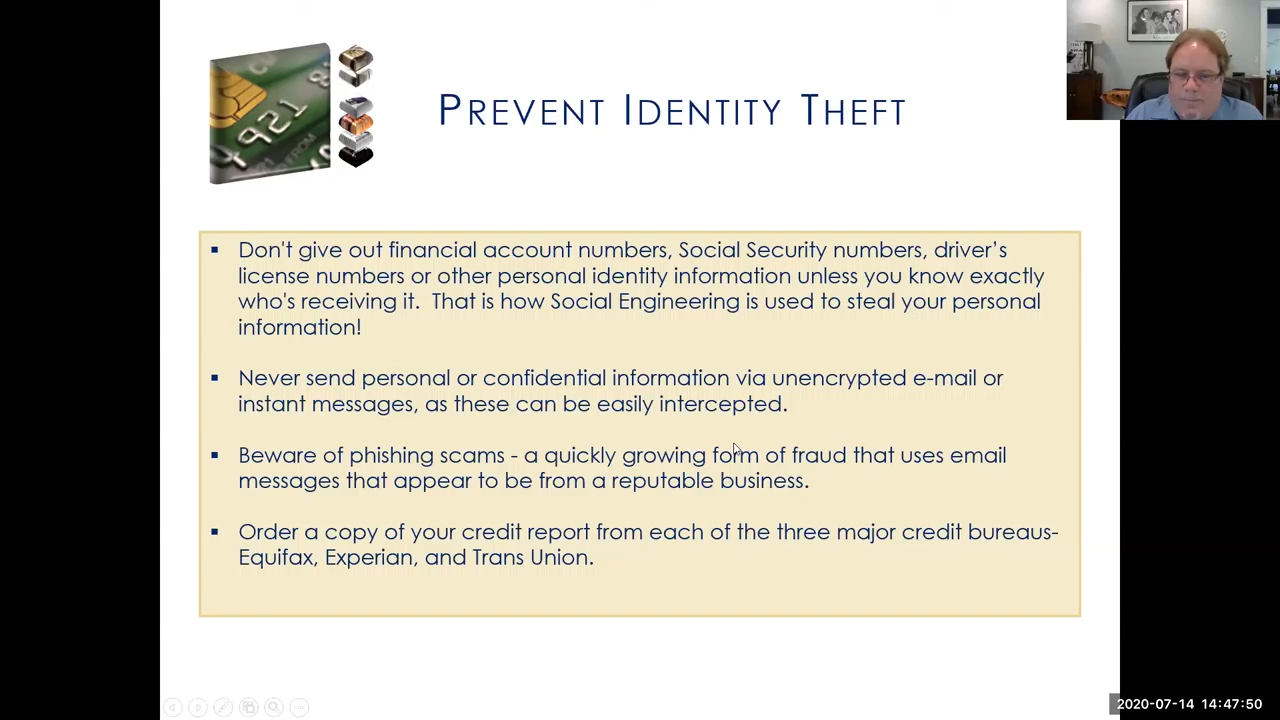 PREVENT IDENTITY THEFT
Don't give out financial account numbers, Social Security numbers, driver’s
license numbers or other personal identity information unless you know exactly
who's receiving it.  That is how Social Engineering is used to steal your personal
information!
Never send personal or confidential information via unencrypted e-mail or
instant messages, as these can be easily intercepted.
Beware of phishing scams - a quickly growing form of fraud that uses email
messages that appear to be from a reputable business.
Order a copy of your credit report from each of the three major credit bureaus-
Equifax, Experian, and Trans Union.
2020-07-14 14:47:50